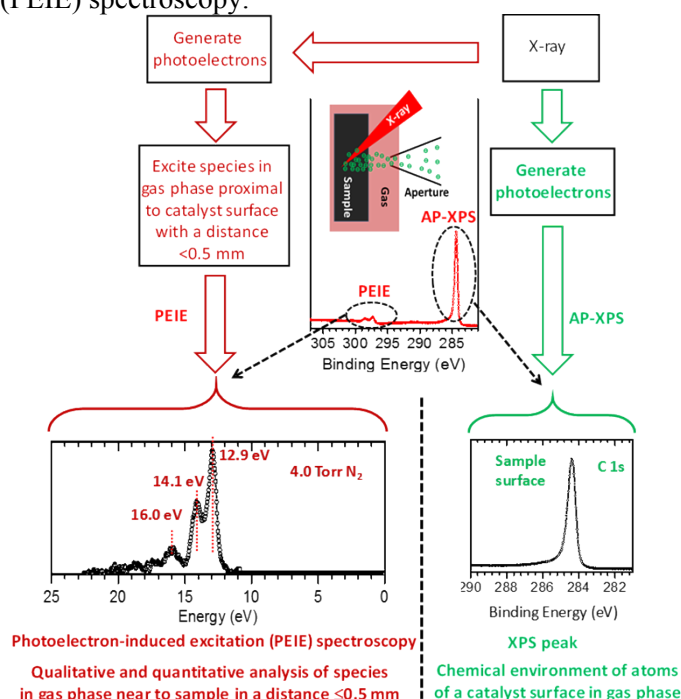 (PEIE) spectroscopy.
Generate
photoelectrons
X-ray
Excite species in
gas phase proximal
to catalyst surface
with a distance
<0.5 mm
X-ray
Sample
Gas
Aperture
Generate
photoelectrons
AP-XPS
PEIE
305 300 295 290 285
Binding Energy (eV)
PEIE
AP-XPS
12.9 eV
14.1 eV
16.0 eV
4.0 Torr N₂
25 20 15 10 5 0
Energy (eV)
Sample
surface
C 1s
290 288 286 284 282
Binding Energy (eV)
Photoelectron-induced excitation (PEIE) spectroscopy
Qualitative and quantitative analysis of species
in gas phase near to sample in a distance ≤0.5 mm
XPS peak
Chemical environment of atoms
of a catalyst surface in gas phase